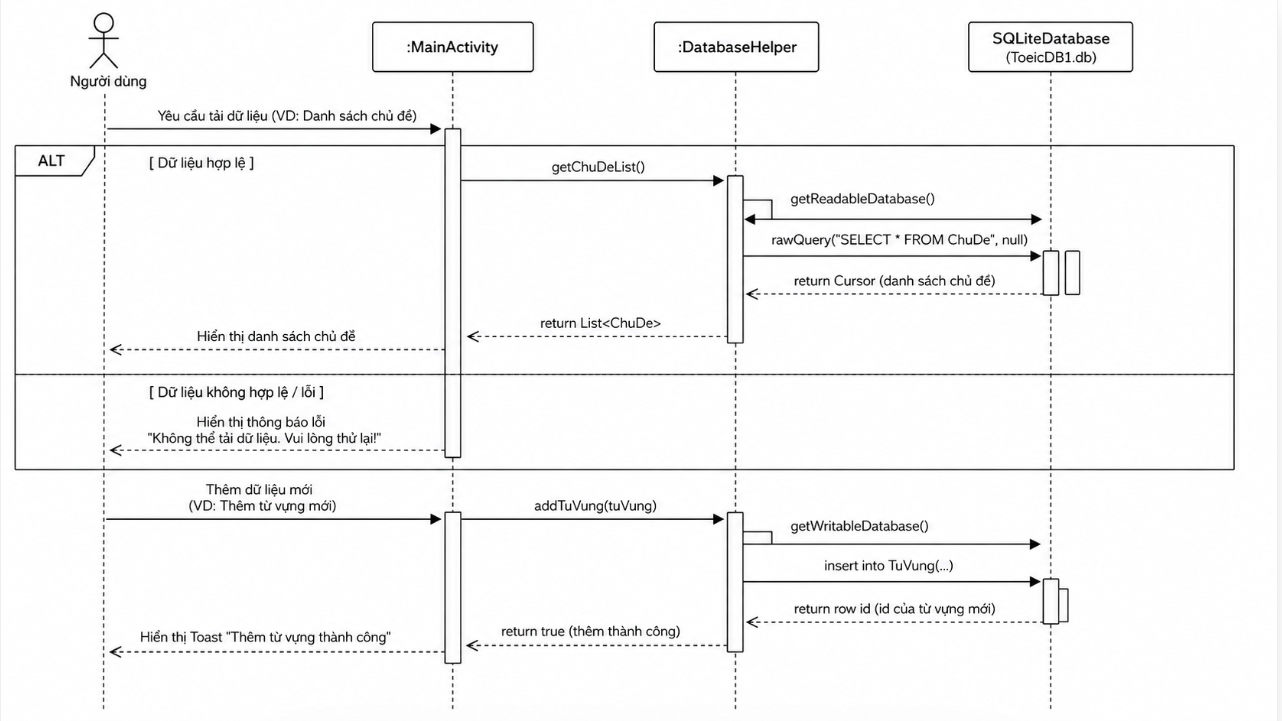 Người dùng
:MainActivity
:DatabaseHelper
SQLiteDatabase
(ToeicDB1.db)
Yêu cầu tải dữ liệu (VD: Danh sách chủ đề)
ALT
[ Dữ liệu hợp lệ ]
getChuDeList()
getReadableDatabase()
rawQuery("SELECT * FROM ChuDe", null)
return Cursor (danh sách chủ đề)
return List<ChuDe>
Hiển thị danh sách chủ đề
[ Dữ liệu không hợp lệ / lỗi ]
Hiển thị thông báo lỗi
"Không thể tải dữ liệu. Vui lòng thử lại!"
Thêm dữ liệu mới
(VD: Thêm từ vựng mới)
addTuVung(tuVung)
getWritableDatabase()
insert into TuVung(...)
return row id (id của từ vựng mới)
return true (thêm thành công)
Hiển thị Toast "Thêm từ vựng thành công"